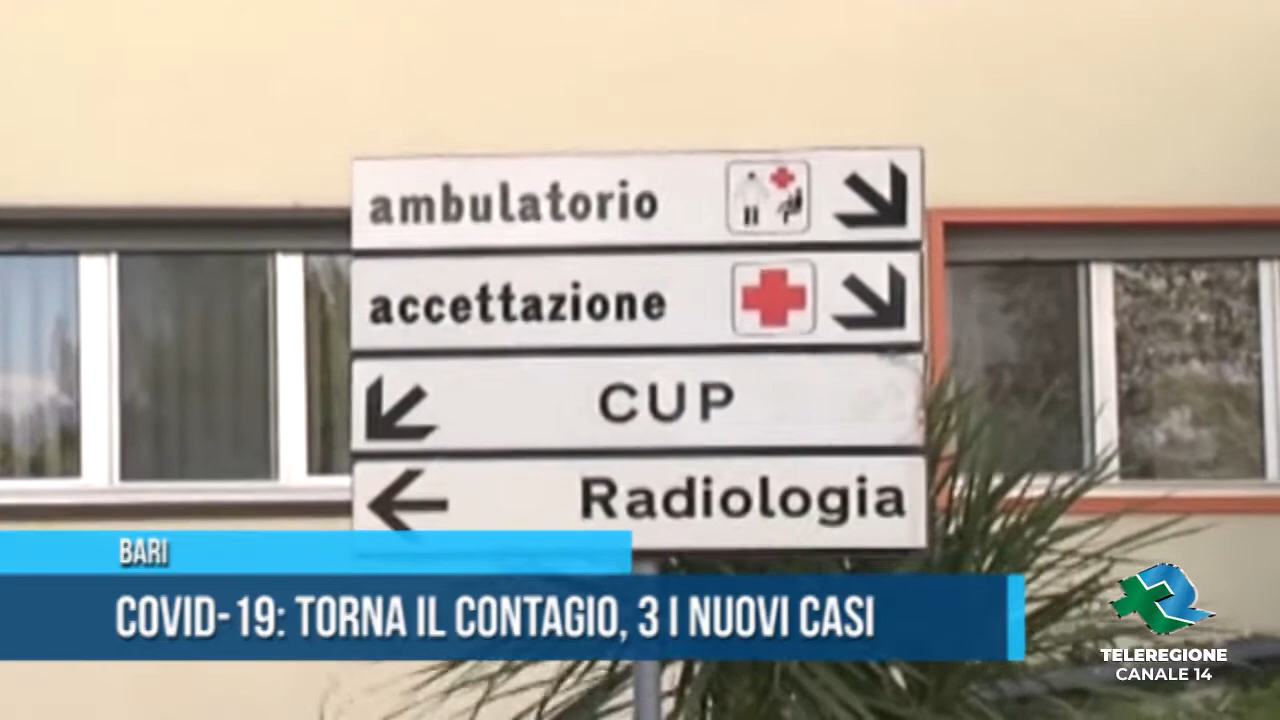 ambulatorio
accettazione
CUP
Radiologia
BARI
COVID-19: TORNA IL CONTAGIO, 3 I NUOVI CASI
TELEREGIONE
CANALE 14